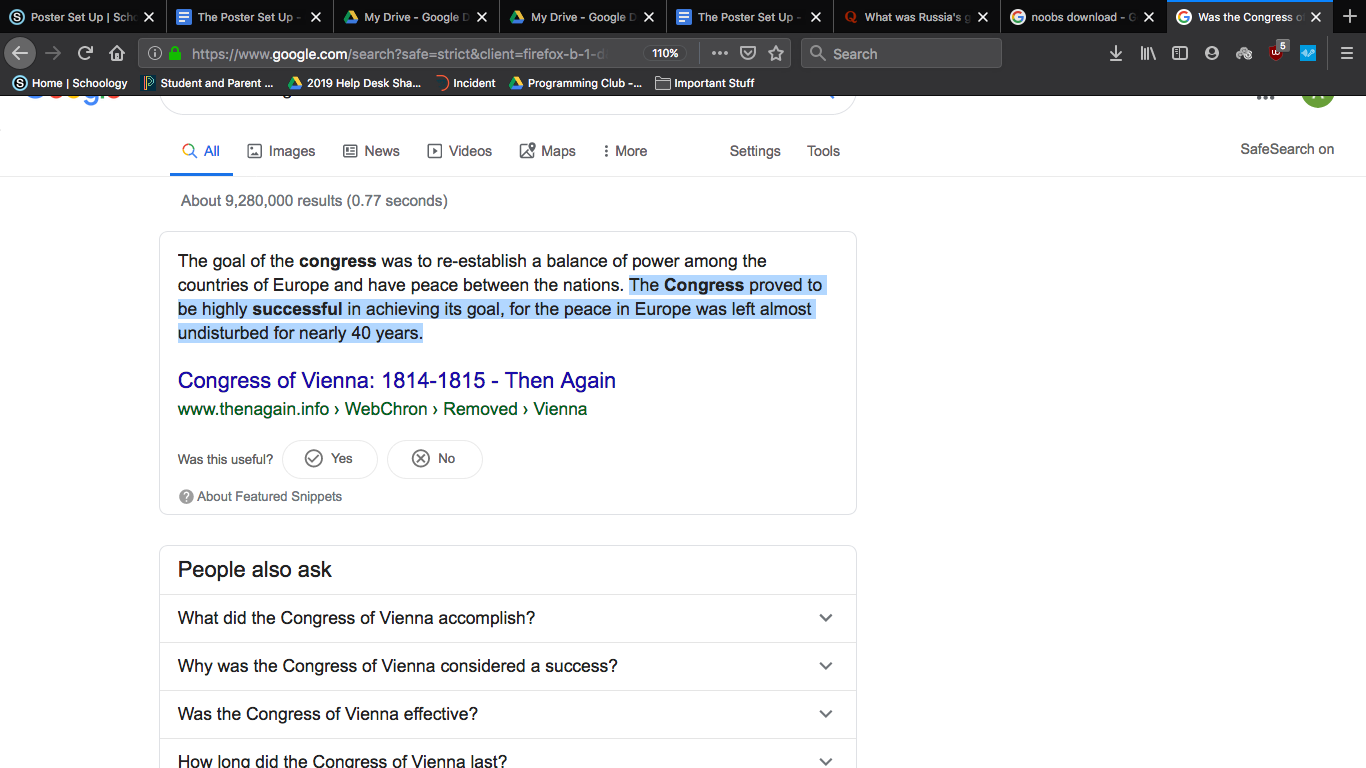 Poster Set Up | Scho
The Poster Set Up -
My Drive - Google D
My Drive - Google D
The Poster Set Up -
What was Russia's g
noobs download - G
Was the Congress of
https://www.google.com/search?safe=strict&client=firefox-b-1-d
110%
Search
5
Home | Schoology
Student and Parent ...
2019 Help Desk Sha...
Incident
Programming Club -...
Important Stuff
All
Images
News
Videos
Maps
More
Settings
Tools
SafeSearch on
About 9,280,000 results (0.77 seconds)
The goal of the congress was to re-establish a balance of power among the
countries of Europe and have peace between the nations. The Congress proved to
be highly successful in achieving its goal, for the peace in Europe was left almost
undisturbed for nearly 40 years.
Congress of Vienna: 1814-1815 - Then Again
www.thenagain.info › WebChron › Removed › Vienna
Was this useful?
Yes
No
About Featured Snippets
People also ask
What did the Congress of Vienna accomplish?
Why was the Congress of Vienna considered a success?
Was the Congress of Vienna effective?
How long did the Congress of Vienna last?